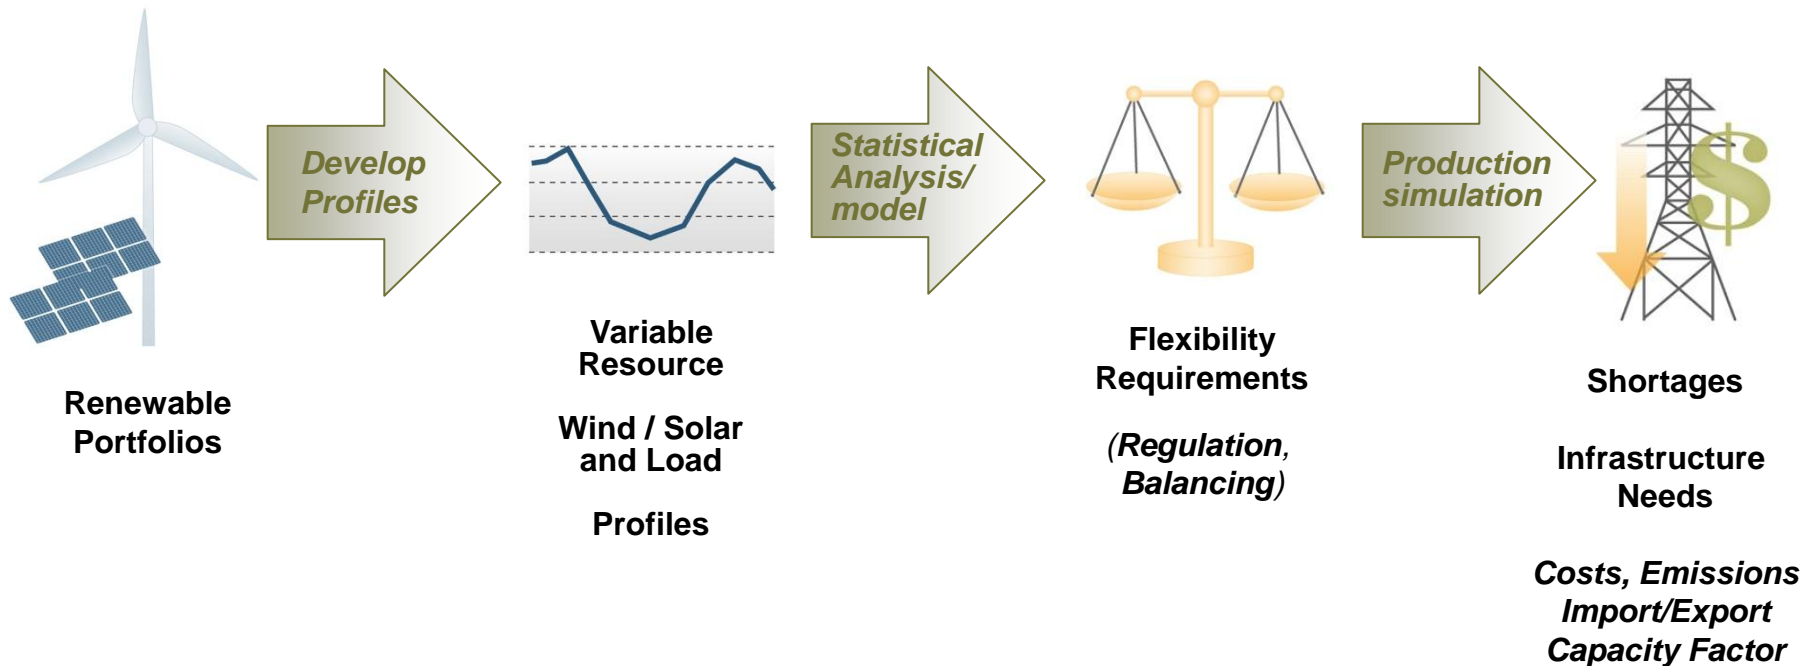 Develop
Profiles
Statistical
Analysis/
model
Production
simulation
Renewable
Portfolios
Variable
Resource
Wind / Solar
and Load
Profiles
Flexibility
Requirements
(Regulation,
Balancing)
$
Shortages
Infrastructure
Needs
Costs, Emissions
Import/Export
Capacity Factor